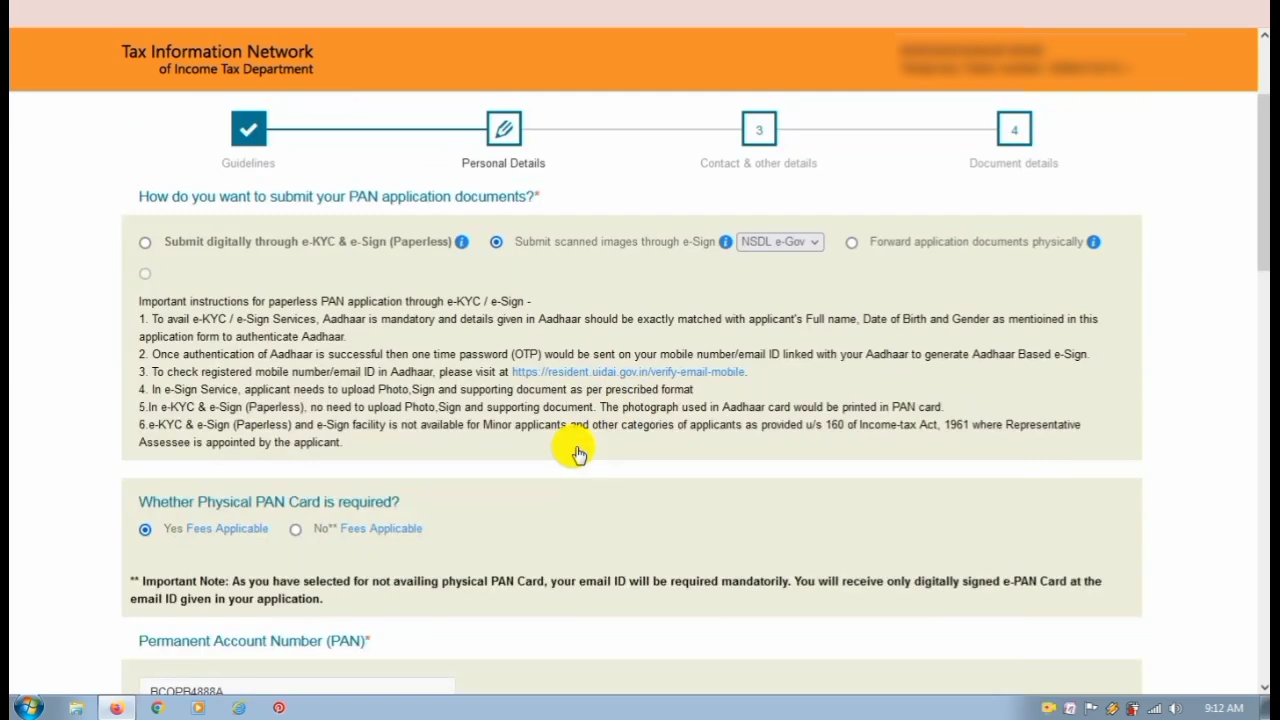 Tax Information Network
of Income Tax Department
3
4
Guidelines
Personal Details
Contact & other details
Document details
How do you want to submit your PAN application documents?*
Submit digitally through e-KYC & e-Sign (Paperless) i
Submit scanned images through e-Sign i NSDL e-Gov
Forward application documents physically i
Important instructions for paperless PAN application through e-KYC / e-Sign -
1. To avail e-KYC / e-Sign Services, Aadhaar is mandatory and details given in Aadhaar should be exactly matched with applicant's Full name, Date of Birth and Gender as mentioined in this
application form to authenticate Aadhaar.
2. Once authentication of Aadhaar is successful then one time password (OTP) would be sent on your mobile number/email ID linked with your Aadhaar to generate Aadhaar Based e-Sign.
3. To check registered mobile number/email ID in Aadhaar, please visit at https://resident.uidai.gov.in/verify-email-mobile.
4. In e-Sign Service, applicant needs to upload Photo,Sign and supporting document as per prescribed format
5.In e-KYC & e-Sign (Paperless), no need to upload Photo,Sign and supporting document. The photograph used in Aadhaar card would be printed in PAN card.
6.e-KYC & e-Sign (Paperless) and e-Sign facility is not available for Minor applicants and other categories of applicants as provided u/s 160 of Income-tax Act, 1961 where Representative
Assessee is appointed by the applicant.
Whether Physical PAN Card is required?
Yes Fees Applicable
No** Fees Applicable
** Important Note: As you have selected for not availing physical PAN Card, your email ID will be required mandatorily. You will receive only digitally signed e-PAN Card at the
email ID given in your application.
Permanent Account Number (PAN)*
BCOPB4888A
9:12 AM